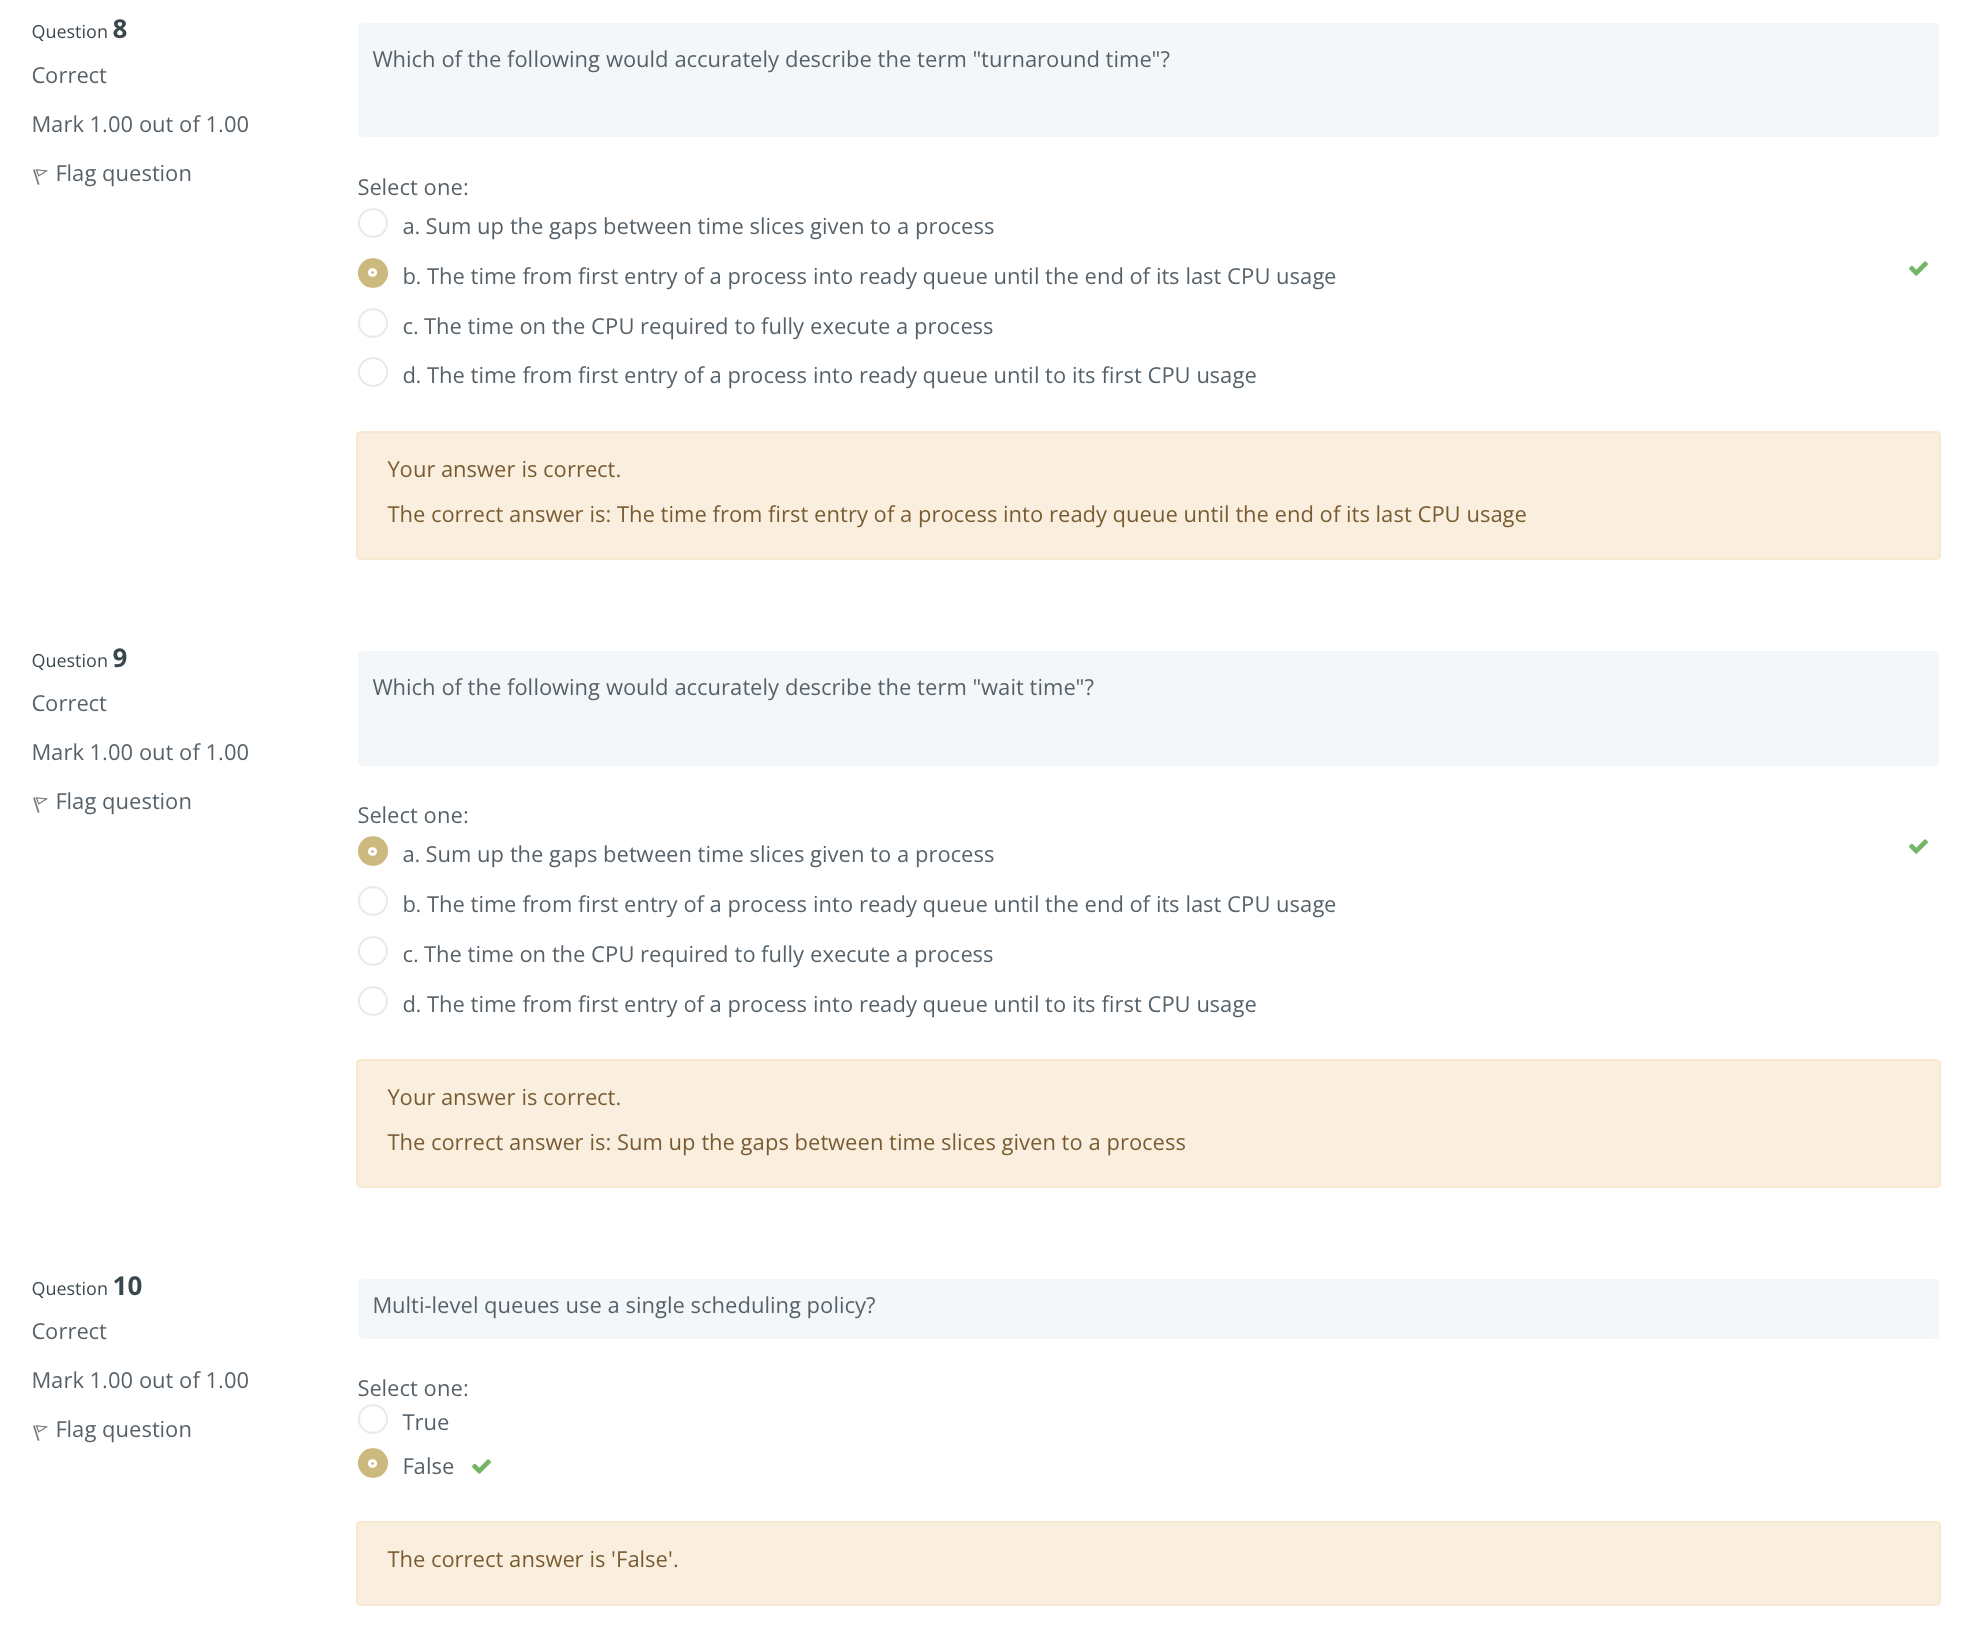 Question 8
Correct
Mark 1.00 out of 1.00
Flag question
Which of the following would accurately describe the term "turnaround time"?
Select one:
a. Sum up the gaps between time slices given to a process
b. The time from first entry of a process into ready queue until the end of its last CPU usage
c. The time on the CPU required to fully execute a process
d. The time from first entry of a process into ready queue until to its first CPU usage
Your answer is correct.
The correct answer is: The time from first entry of a process into ready queue until the end of its last CPU usage
Question 9
Correct
Mark 1.00 out of 1.00
Flag question
Which of the following would accurately describe the term "wait time"?
Select one:
a. Sum up the gaps between time slices given to a process
b. The time from first entry of a process into ready queue until the end of its last CPU usage
c. The time on the CPU required to fully execute a process
d. The time from first entry of a process into ready queue until to its first CPU usage
Your answer is correct.
The correct answer is: Sum up the gaps between time slices given to a process
Question 10
Correct
Mark 1.00 out of 1.00
Flag question
Multi-level queues use a single scheduling policy?
Select one:
True
False
The correct answer is 'False'.